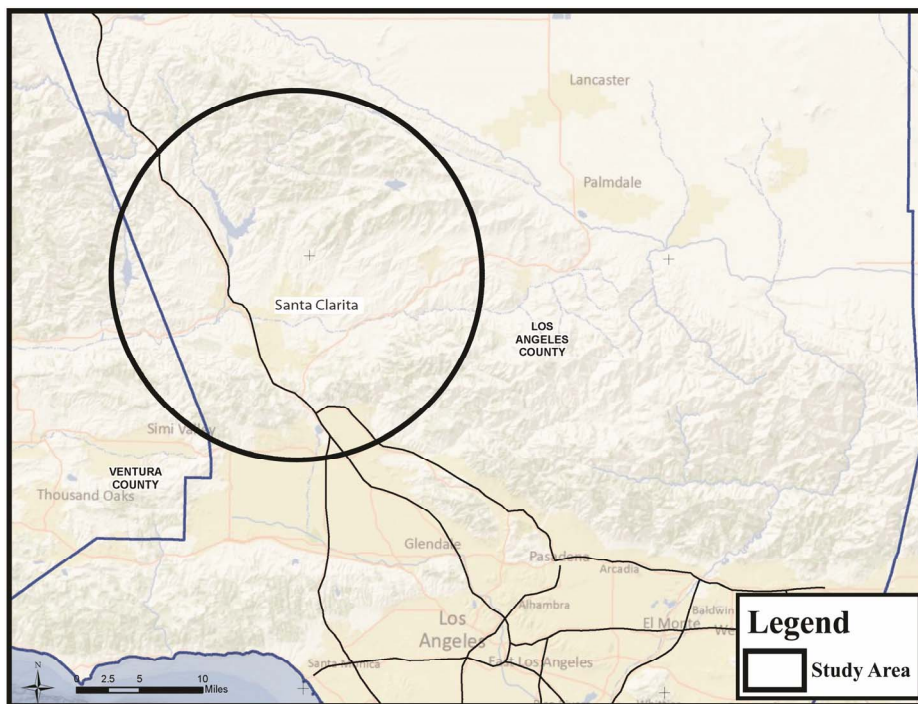 Lancaster
Palmdale
Santa Clarita
LOS
ANGELES
COUNTY
Simi Valley
VENTURA
COUNTY
Thousand Oaks
Glendale
Pasadena
Arcadia
Alhambra
Baldwin
Los
Angeles
El Monte
We
East Los Angeles
Santa Monica
N
0 2.5 5 10
Miles
Legend
Study Area